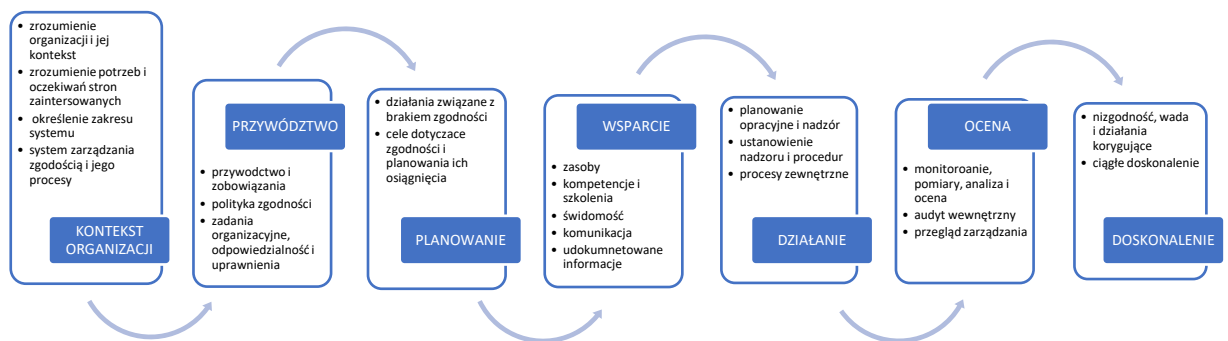 • zrozumienie
organizacji i jej
kontekst
• zrozumienie potrzeb i
oczekiwań stron
zaintersowanych
• określenie zakresu
systemu
• system zarządzania
zgodością i jego
procesy
KONTEKST
ORGANIZACJI
PRZYWÓDZTWO
• przywodctwo i
zobowiązania
• polityka zgodności
• zadania
organizacyjne,
odpowiedzialność i
uprawnienia
• działania związane z
brakiem zgodności
• cele dotyczace
zgodności i
planowania ich
osiągnięcia
PLANOWANIE
WSPARCIE
• zasoby
• kompetencje i
szkolenia
• świdomość
• komunikacja
• udokumnetowane
informacje
• planowanie
opracyjne i nadzór
• ustanowienie
nadzoru i procedur
• procesy zewnętrzne
DZIAŁANIE
OCENA
• monitoroanie,
pomiary, analiza i
ocena
• audyt wewnętrzny
• przegląd zarządzania
• nizgodność, wada
i działania
korygujące
• ciągłe doskonalenie
DOSKONALENIE